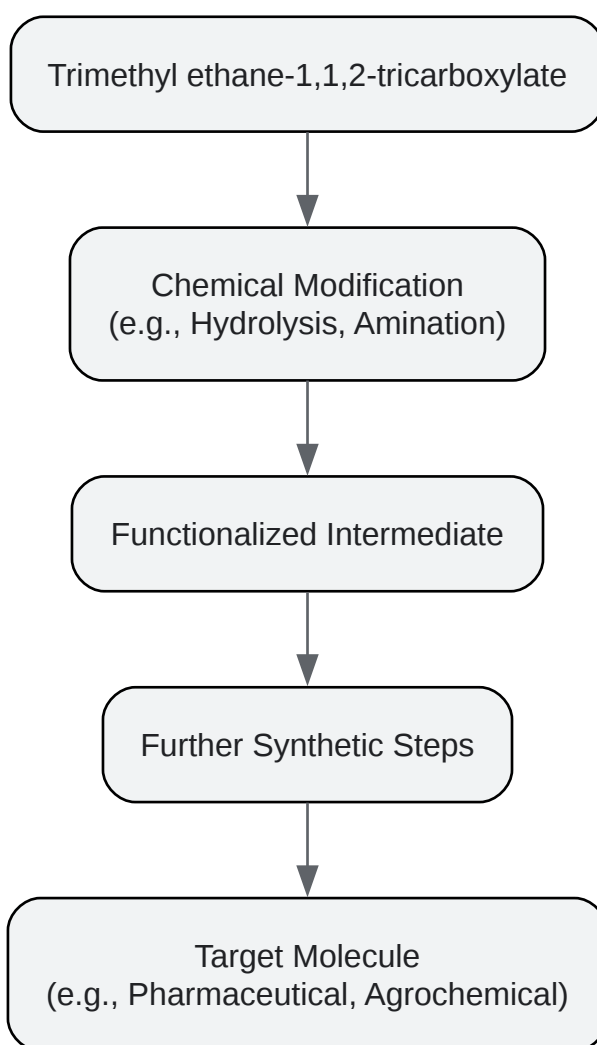 Trimethyl ethane-1,1,2-tricarboxylate
Chemical Modification
(e.g., Hydrolysis, Amination)
Functionalized Intermediate
Further Synthetic Steps
Target Molecule
(e.g., Pharmaceutical, Agrochemical)